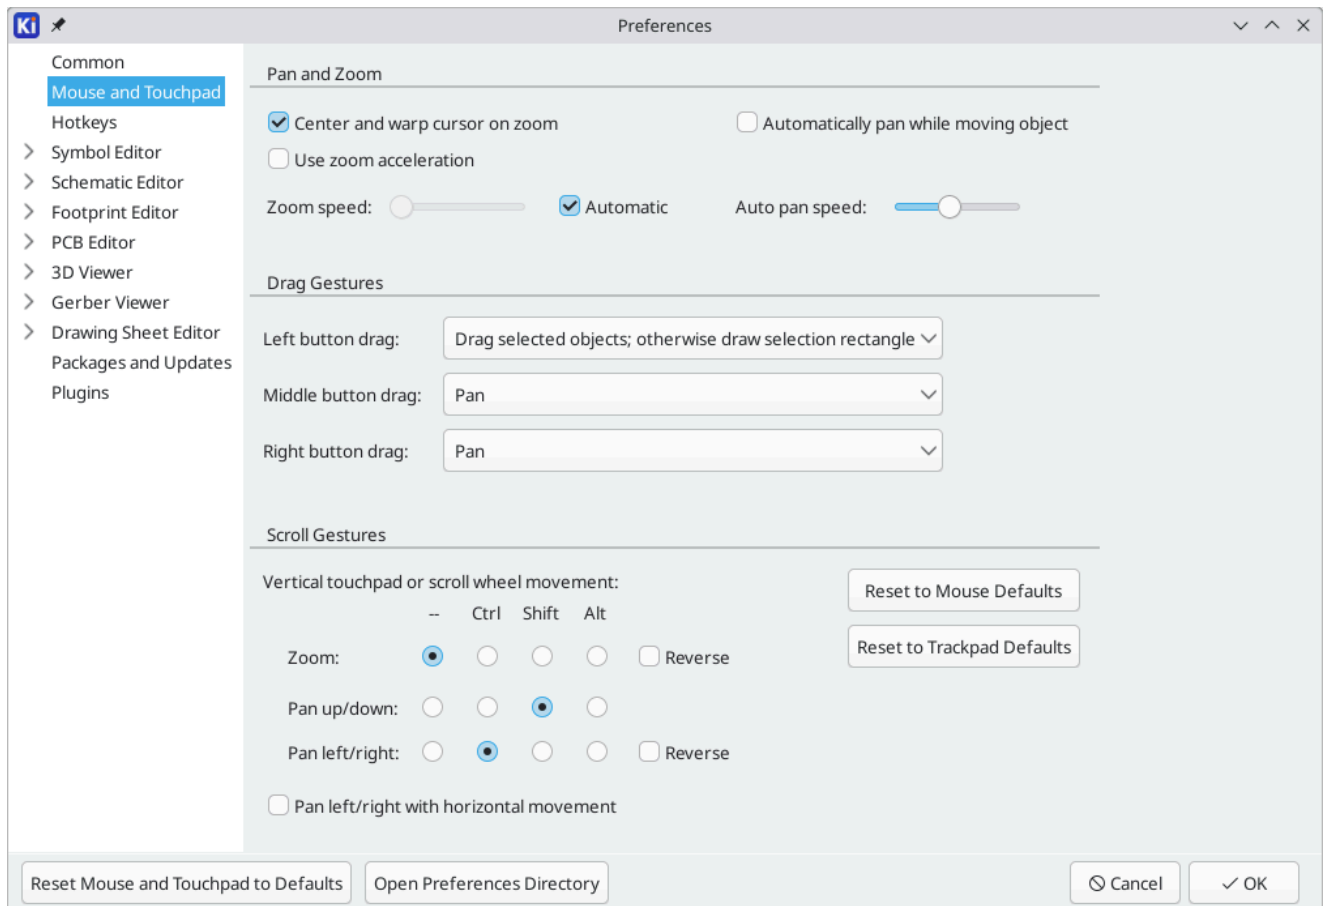 Ki Preferences
Common
Mouse and Touchpad
Hotkeys
Symbol Editor
Schematic Editor
Footprint Editor
PCB Editor
3D Viewer
Gerber Viewer
Drawing Sheet Editor
Packages and Updates
Plugins
Pan and Zoom
Center and warp cursor on zoom Automatically pan while moving object
Use zoom acceleration
Zoom speed: Automatic Auto pan speed:
Drag Gestures
Left button drag: Drag selected objects; otherwise draw selection rectangle
Middle button drag: Pan
Right button drag: Pan
Scroll Gestures
Vertical touchpad or scroll wheel movement:
-- Ctrl Shift Alt
Zoom: Reverse
Pan up/down:
Pan left/right: Reverse
Pan left/right with horizontal movement
Reset to Mouse Defaults
Reset to Trackpad Defaults
Reset Mouse and Touchpad to Defaults Open Preferences Directory Cancel OK